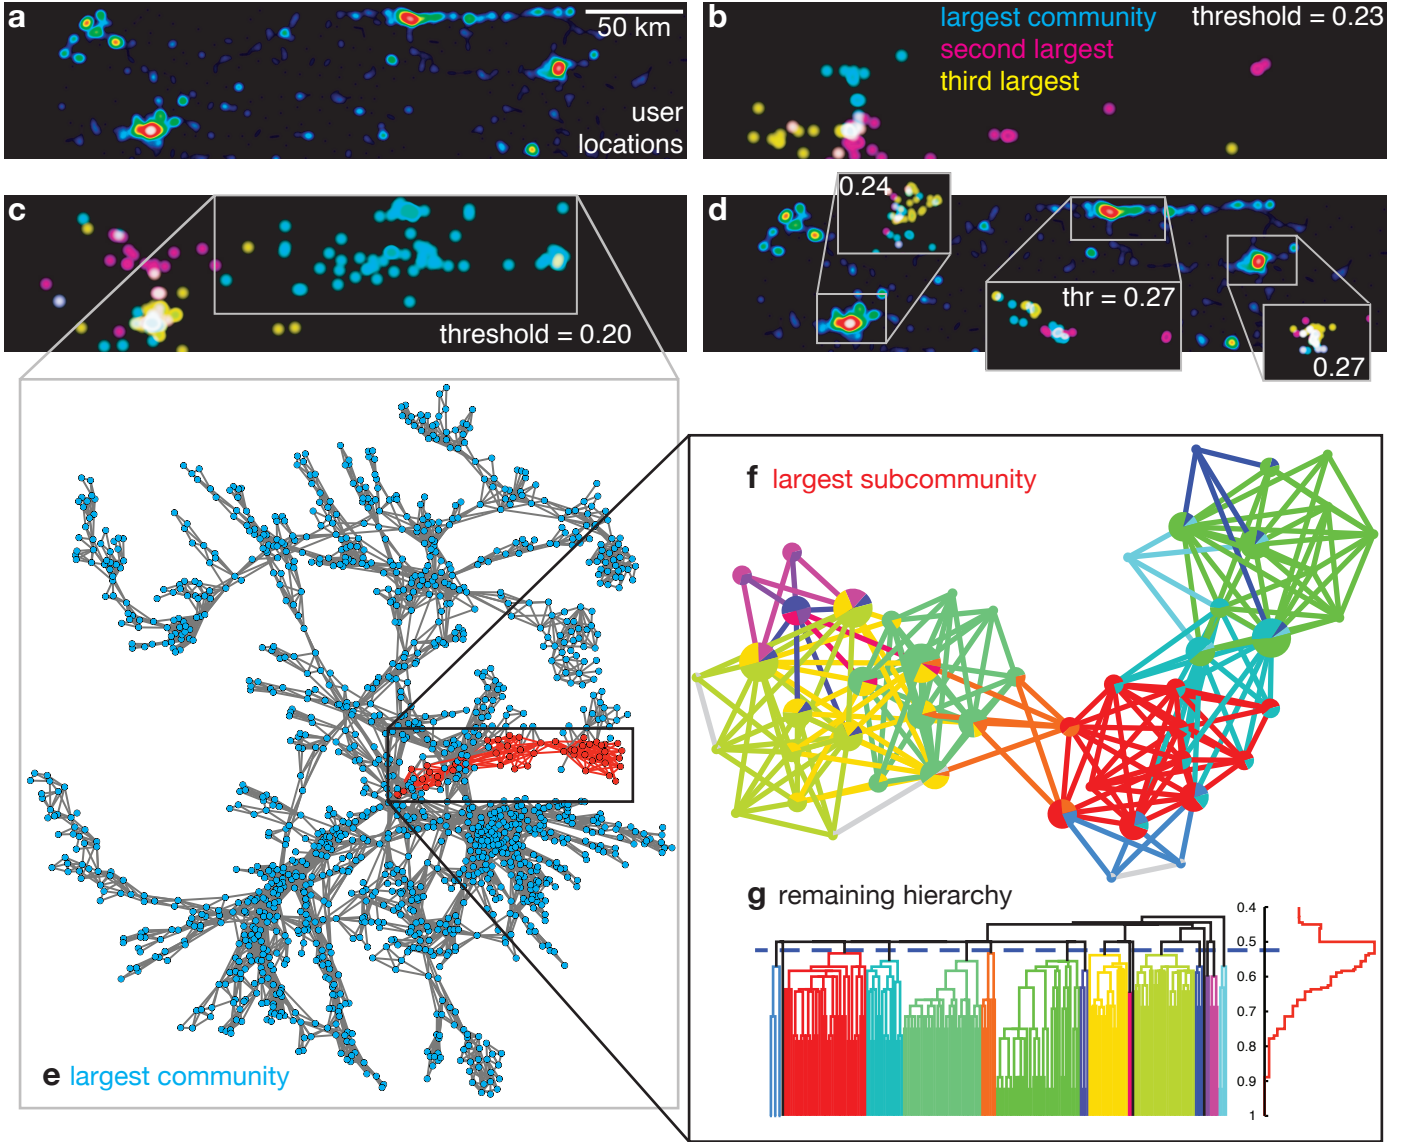 a
50 km
user
locations
b
largest community
second largest
third largest
threshold = 0.23
c
threshold = 0.20
d
0.24
thr = 0.27
0.27
e largest community
f largest subcommunity
g remaining hierarchy
0.4
0.5
0.6
0.7
0.8
0.9
1